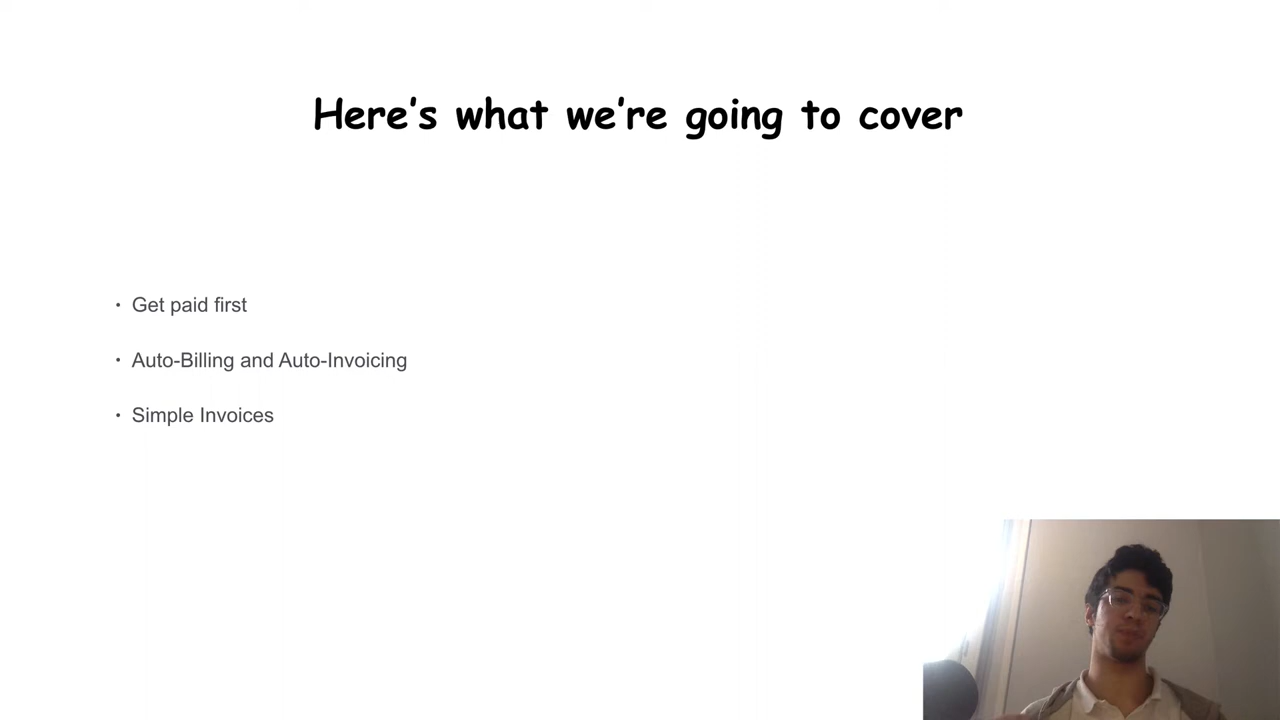 Here’s what we’re going to cover
• Get paid first
• Auto-Billing and Auto-Invoicing
• Simple Invoices